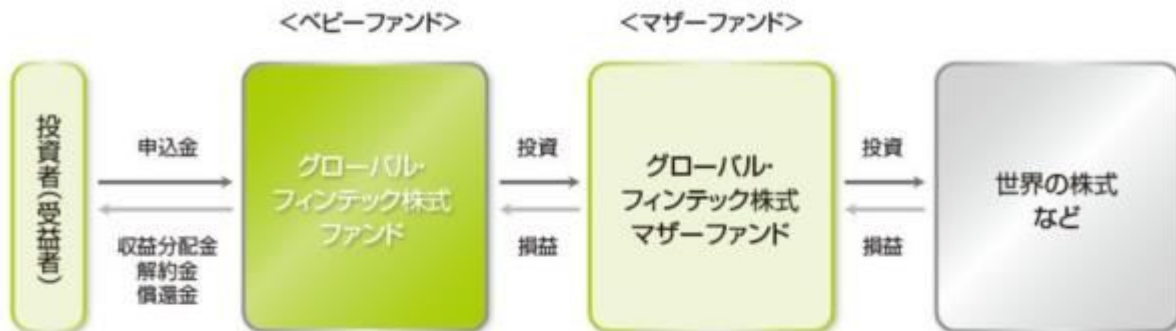 <ベビーファンド>
<マザーファンド>
投資者(受益者)
申込金
収益分配金
解約金
償還金
グローバル・
フィンテック株式
ファンド
投資
損益
グローバル・
フィンテック株式
マザーファンド
投資
損益
世界の株式
など